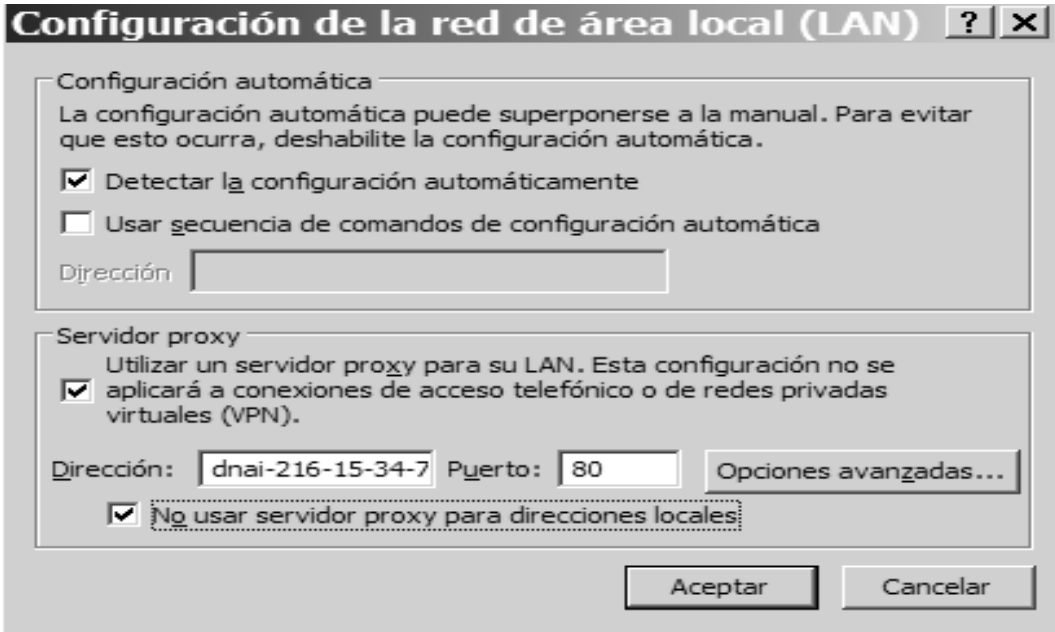 Configuración de la red de área local (LAN) ?
Configuración automática
La configuración automática puede superponerse a la manual. Para evitar
que esto ocurra, deshabilite la configuración automática.
Detectar la configuración automáticamente
Usar secuencia de comandos de configuración automática
Dirección
Servidor proxy
Utilizar un servidor proxy para su LAN. Esta configuración no se
aplicará a conexiones de acceso telefónico o de redes privadas
virtuales (VPN).
Dirección: dnai-216-15-34-7 Puerto: 80 Opciones avanzadas...
No usar servidor proxy para direcciones locales
Aceptar Cancelar